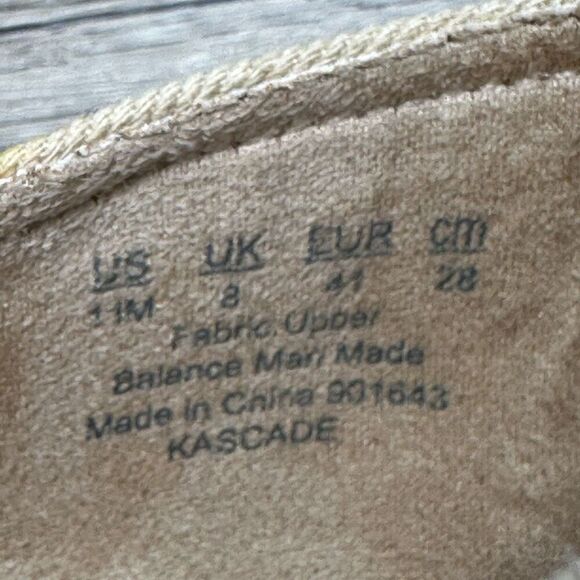 US UK EUR cm
11M 8 41 28
Fabric Upper
Balance Man Made
Made in China 901643
KASCADE